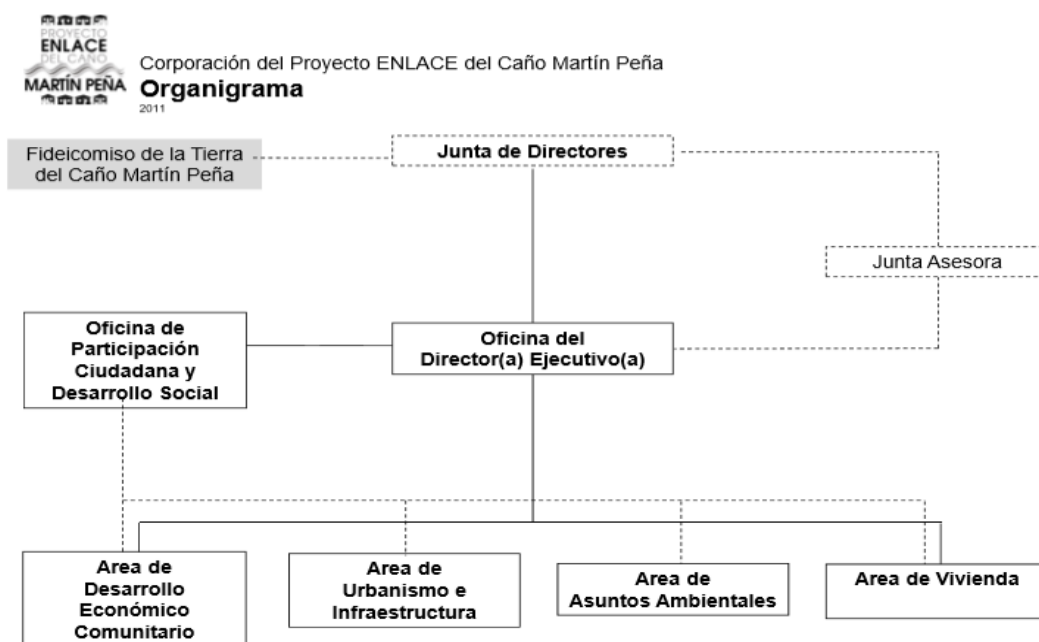 PROYECTO
ENLACE
DEL CAÑO
MARTÍN PEÑA
Corporación del Proyecto ENLACE del Caño Martín Peña
Organigrama
2011
Fideicomiso de la Tierra
del Caño Martín Peña
Junta de Directores
Junta Asesora
Oficina de
Participación
Ciudadana y
Desarrollo Social
Oficina del
Director(a) Ejecutivo(a)
Area de
Desarrollo
Económico
Comunitario
Area de
Urbanismo e
Infraestructura
Area de
Asuntos Ambientales
Area de Vivienda